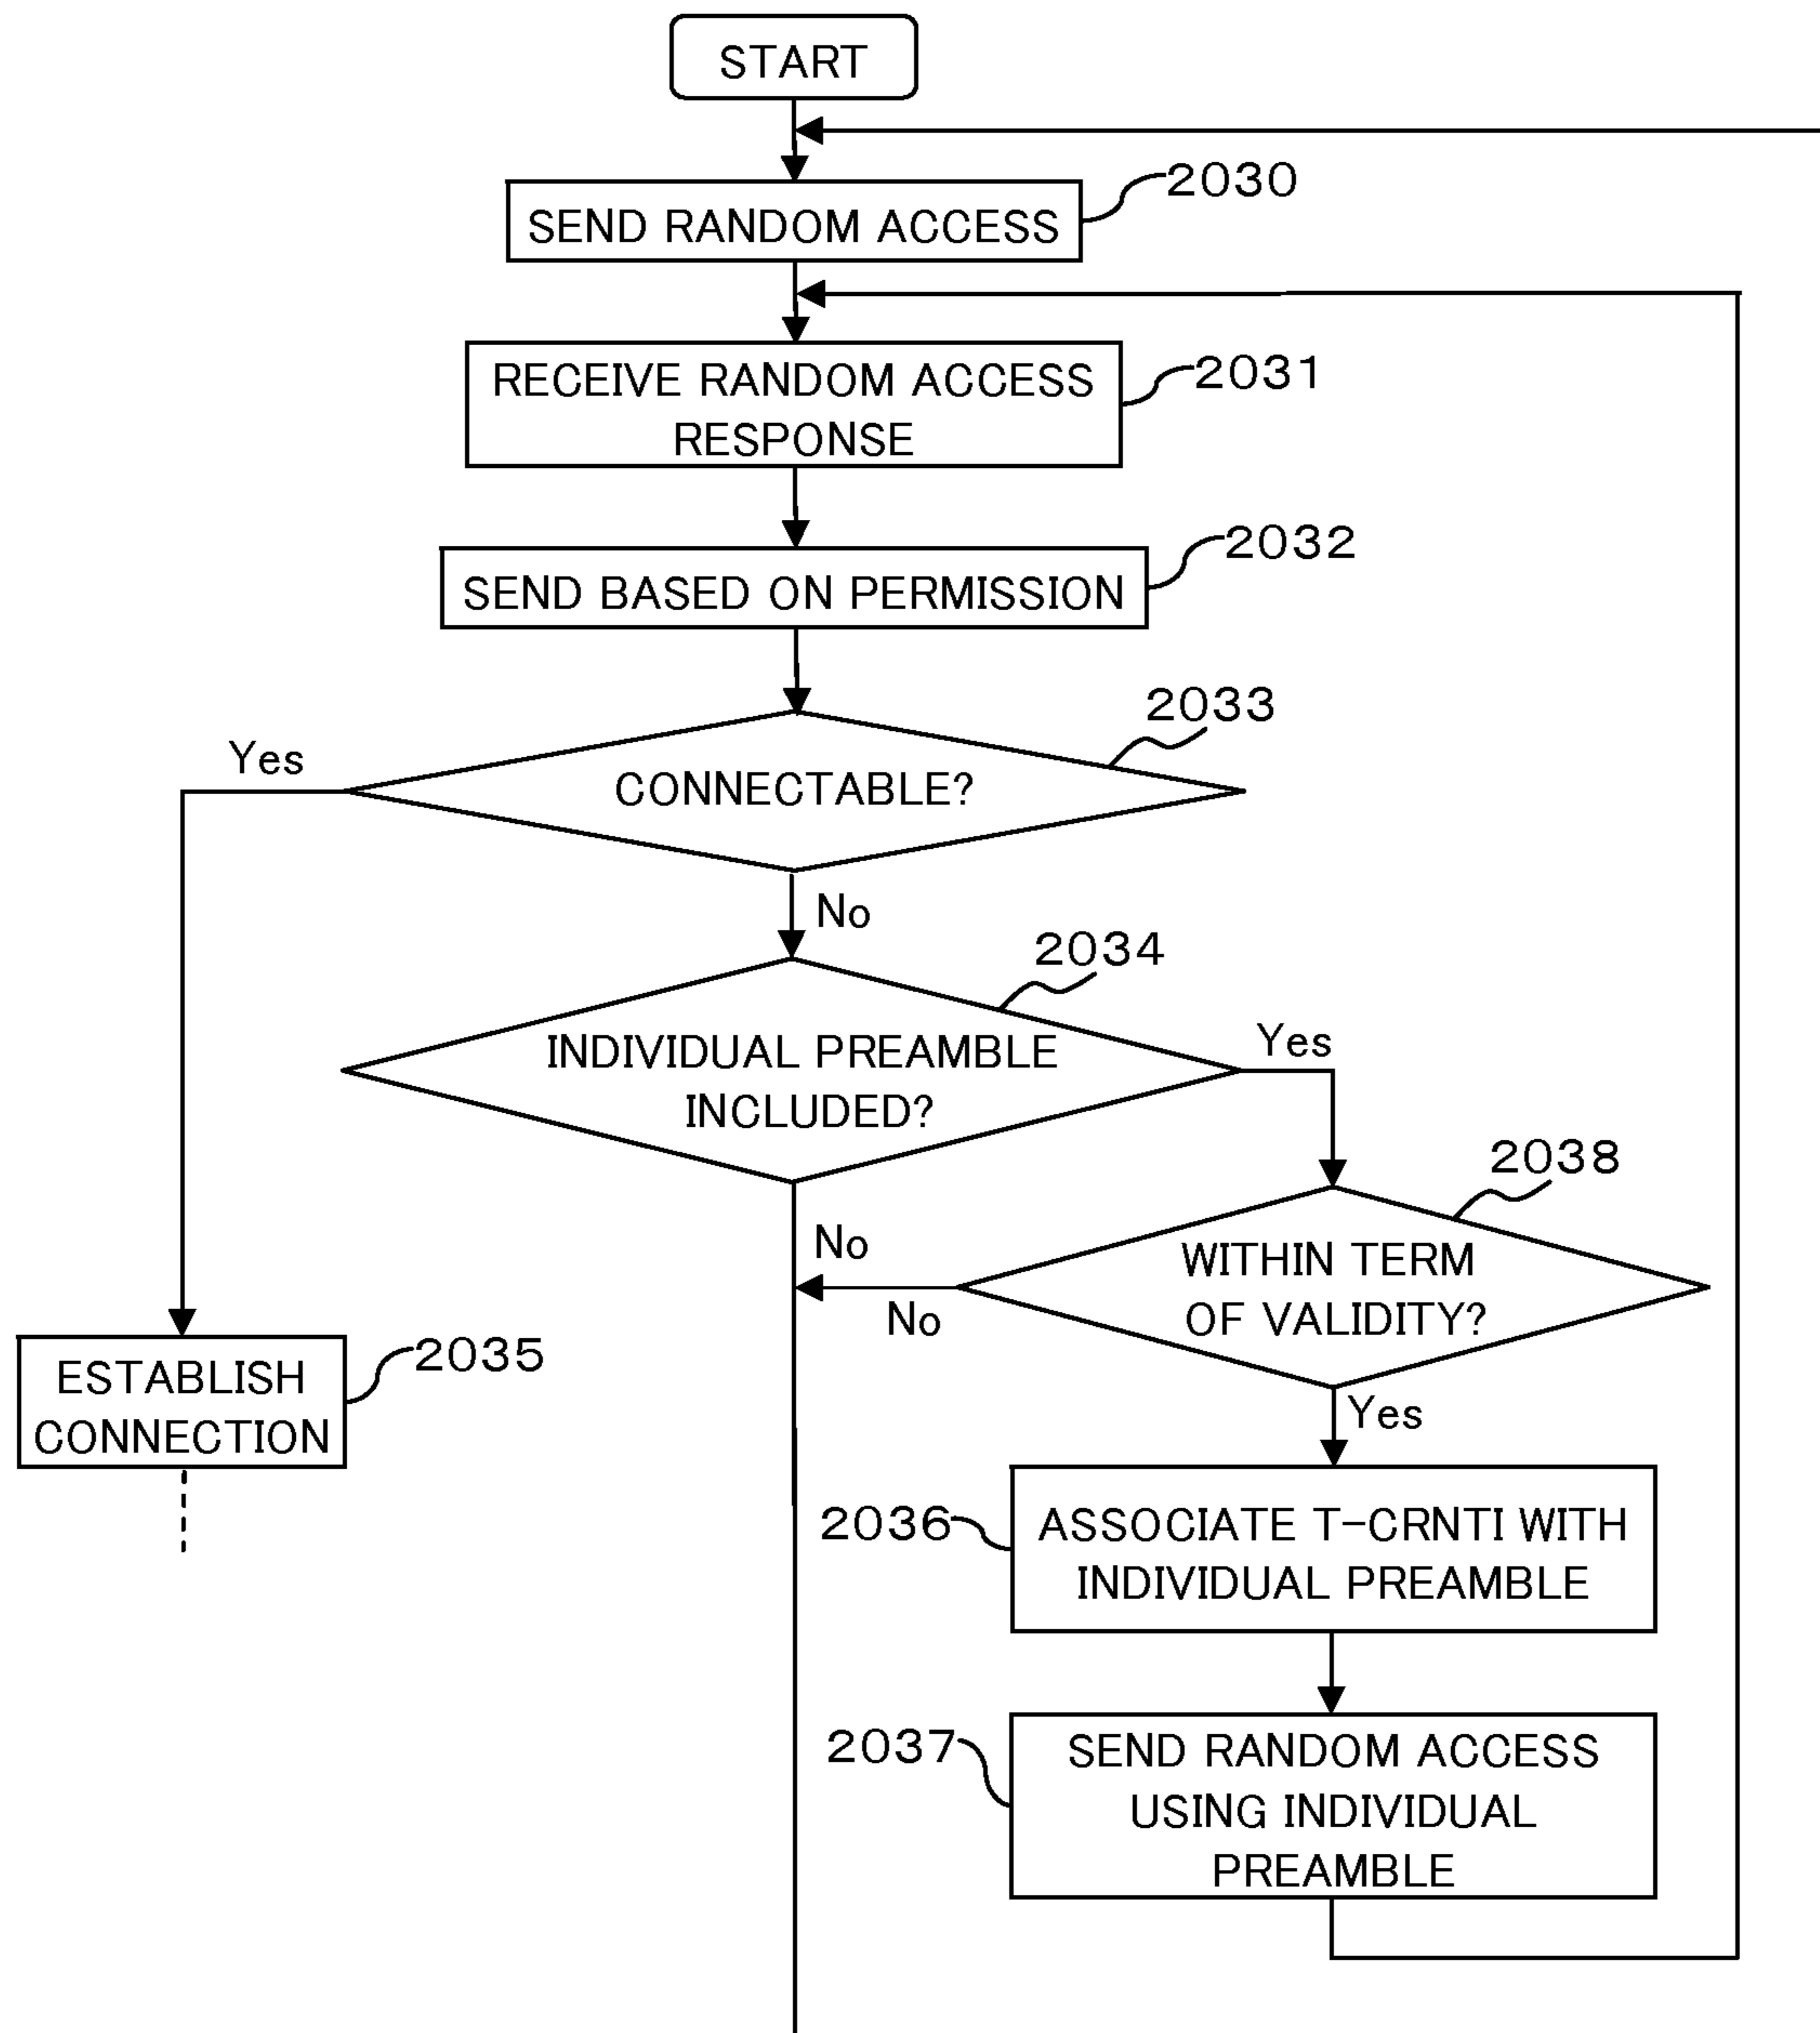 START
2030
SEND RANDOM ACCESS
2031
RECEIVE RANDOM ACCESS
RESPONSE
2032
SEND BASED ON PERMISSION
2033
Yes
CONNECTABLE?
No
2034
Yes
INDIVIDUAL PREAMBLE
INCLUDED?
2038
No
WITHIN TERM
OF VALIDITY?
No
2035
ESTABLISH
CONNECTION
Yes
2036
ASSOCIATE T-CRNTI WITH
INDIVIDUAL PREAMBLE
2037
SEND RANDOM ACCESS
USING INDIVIDUAL
PREAMBLE